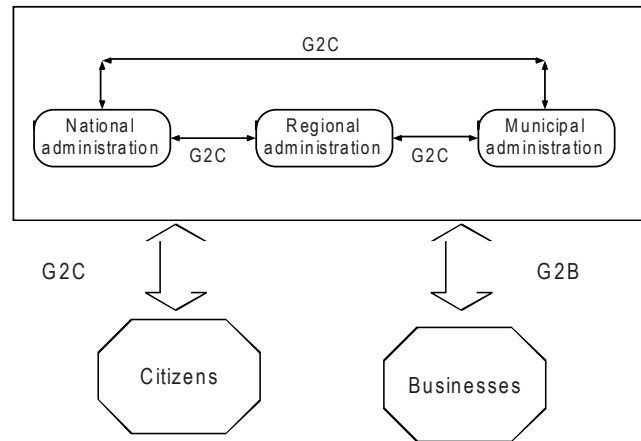 G2C
National
administration
Regional
administration
Municipal
administration
G2C
G2C
G2C
G2B
Citizens
Businesses